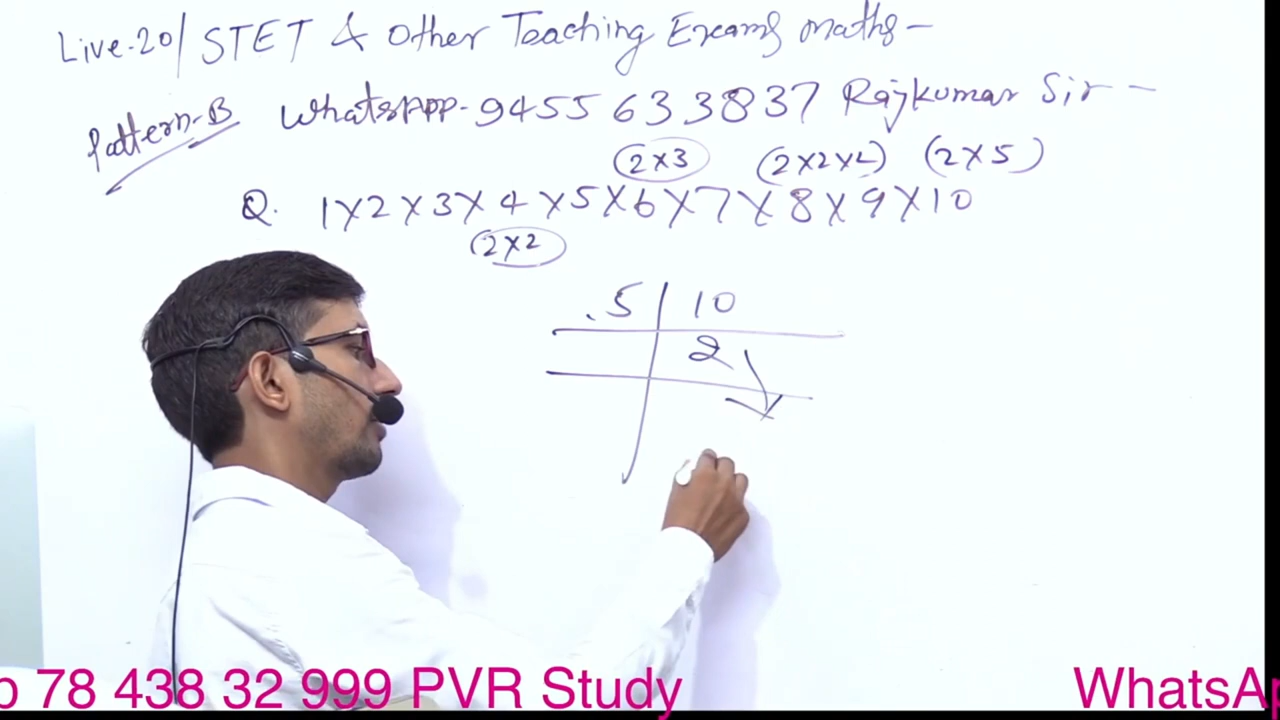 Live-20/ STET & Other Teaching Exams maths-
Pattern-B WhatsAPP-9455 633837 Rajkumar Sir -
(2×3) (2×2×2) (2×5)
Q. 1×2×3×4×5×6×7×8×9×10
(2×2)
.5 | 10
2
p 78 438 32 999 PVR Study WhatsAp